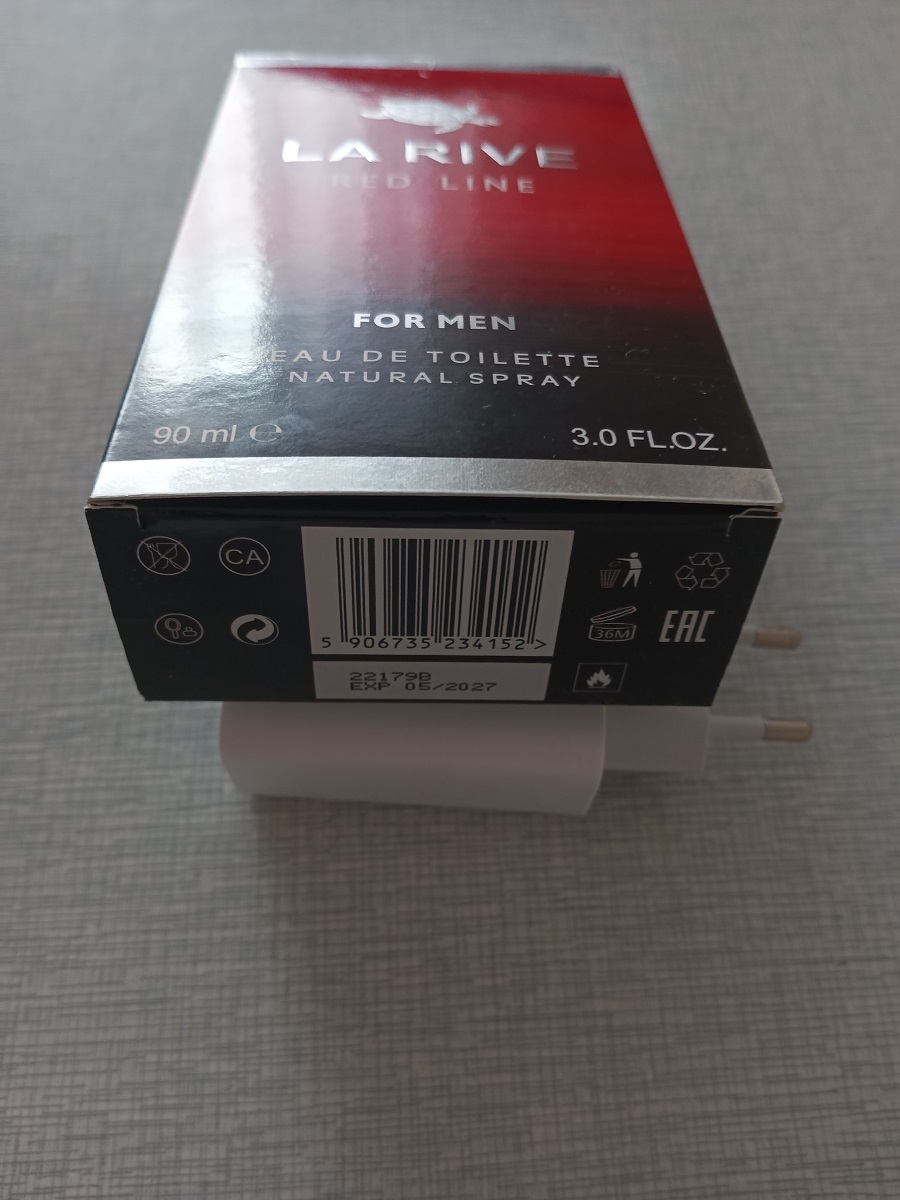 LA RIVE
RED LINE
FOR MEN
EAU DE TOILETTE
NATURAL SPRAY
90 ml ℮
3.0 FL.OZ.
CA
5 906735 234152 >
36M
EAC
22179B
EXP 05/2027